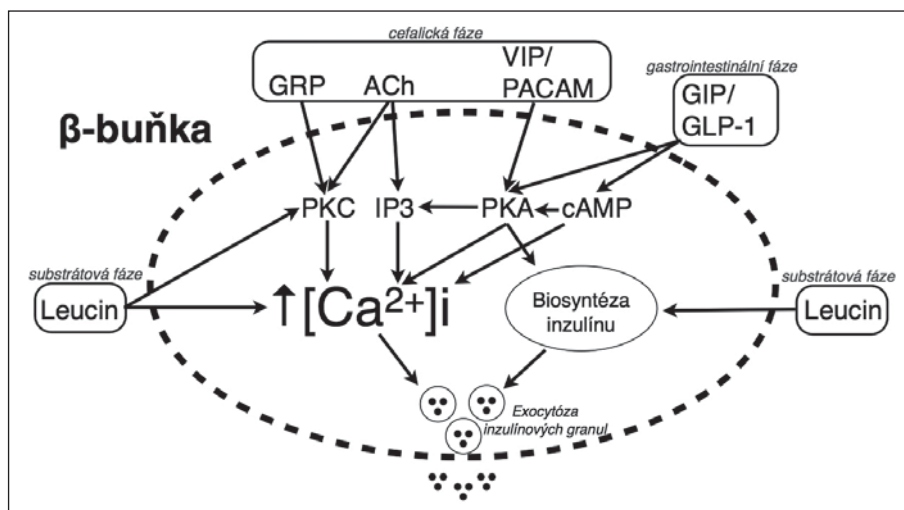 cefalická fáze
GRP
ACh
VIP/
PACAM
gastrointestinální fáze
GIP/
GLP-1
β-buňka
PKC
IP3
PKA
cAMP
substrátová fáze
Leucin
↑[Ca²⁺]i
Biosyntéza
inzulínu
substrátová fáze
Leucin
Exocytóza
inzulínových granul